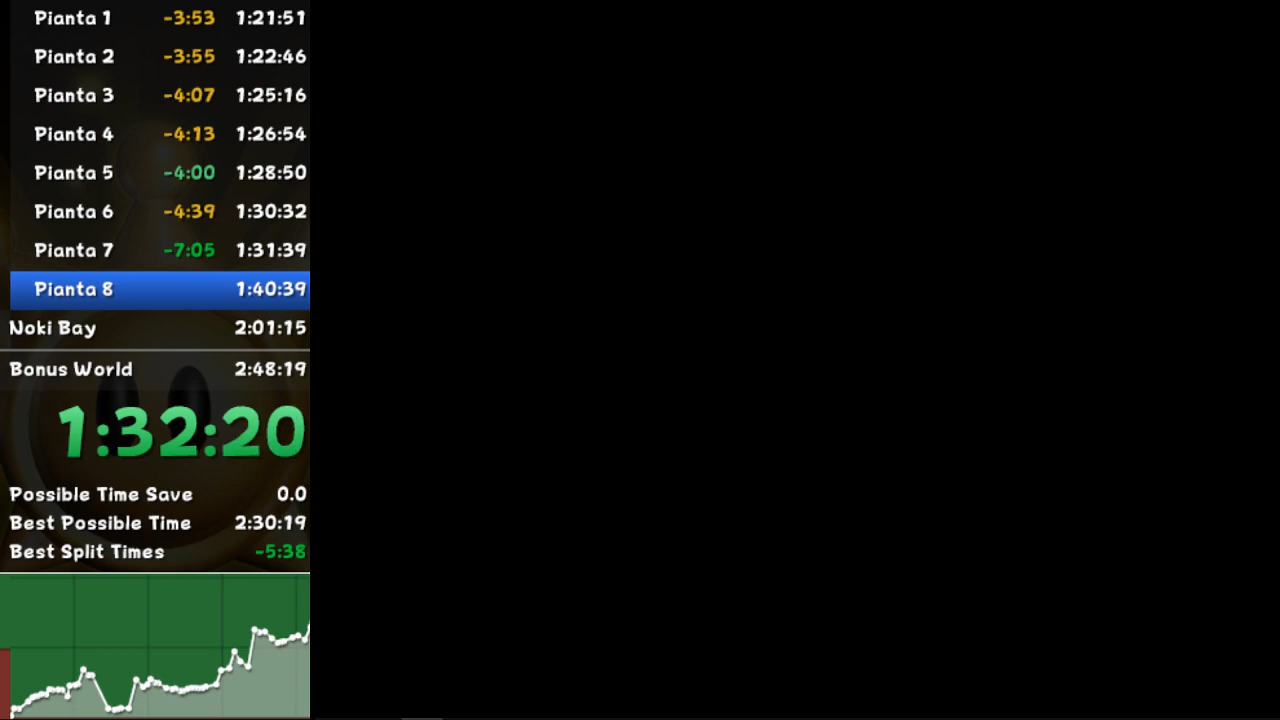 Pianta 1 -3:53 1:21:51
Pianta 2 -3:55 1:22:46
Pianta 3 -4:07 1:25:16
Pianta 4 -4:13 1:26:54
Pianta 5 -4:00 1:28:50
Pianta 6 -4:39 1:30:32
Pianta 7 -7:05 1:31:39
Pianta 8 1:40:39
Noki Bay 2:01:15
Bonus World 2:48:19
1:32:20
Possible Time Save 0.0
Best Possible Time 2:30:19
Best Split Times -5:38